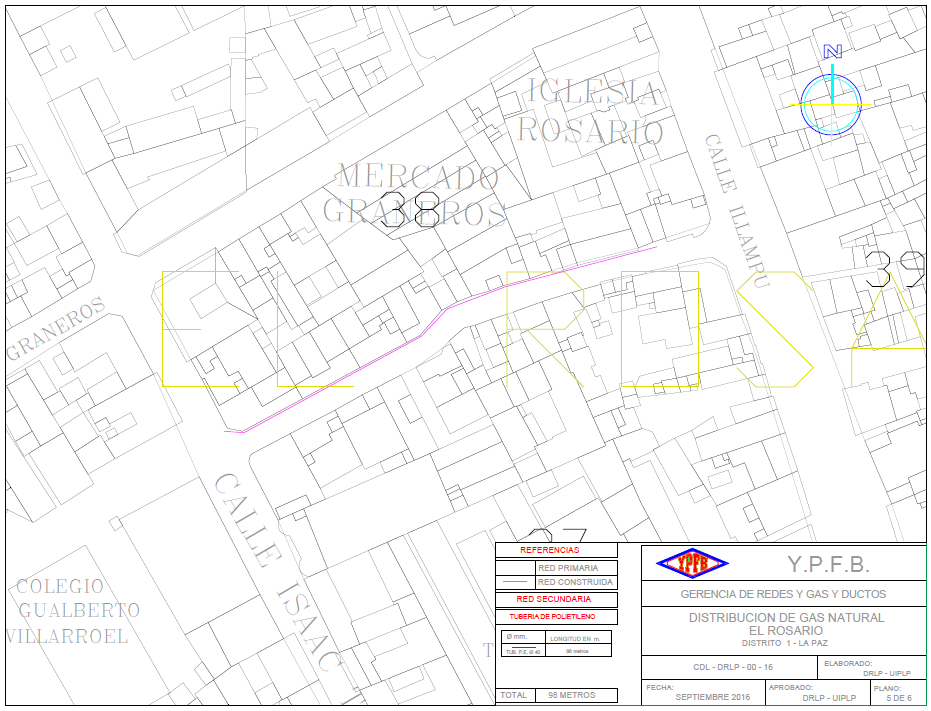 N
IGLESIA
ROSARIO
CALLE ILLAMPU
MERCADO
GRANEROS
38
39
GRANEROS
CALLE ISAAC T
COLEGIO
GUALBERTO
VILLARROEL
T
REFERENCIAS
RED PRIMARIA
RED CONSTRUIDA
RED SECUNDARIA
TUBERIA DE POLIETILENO
Ø mm.
LONGITUD EN m.
TUB. P.E. Ø 40
98 metros
TOTAL
98 METROS
YPFB
Y.P.F.B.
GERENCIA DE REDES Y GAS Y DUCTOS
DISTRIBUCION DE GAS NATURAL
EL ROSARIO
DISTRITO 1 - LA PAZ
CDL - DRLP - 00 - 16
ELABORADO:
DRLP - UIPLP
FECHA:
SEPTIEMBRE 2016
APROBADO:
DRLP - UIPLP
PLANO:
5 DE 6